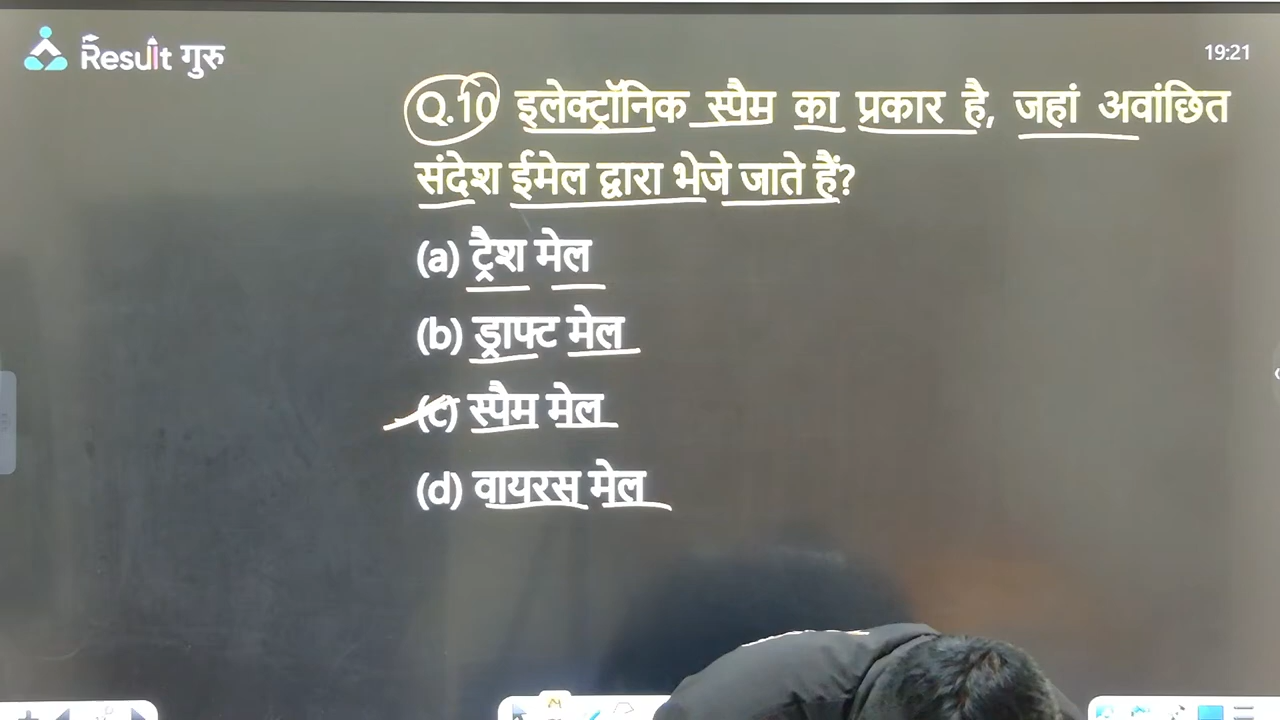 Result गुरु
19:21
Q.10 इलेक्ट्रॉनिक स्पैम का प्रकार है, जहां अवांछित
संदेश ईमेल द्वारा भेजे जाते हैं?
(a) ट्रैश मेल
(b) ड्राफ्ट मेल
(c) स्पैम मेल
(d) वायरस मेल